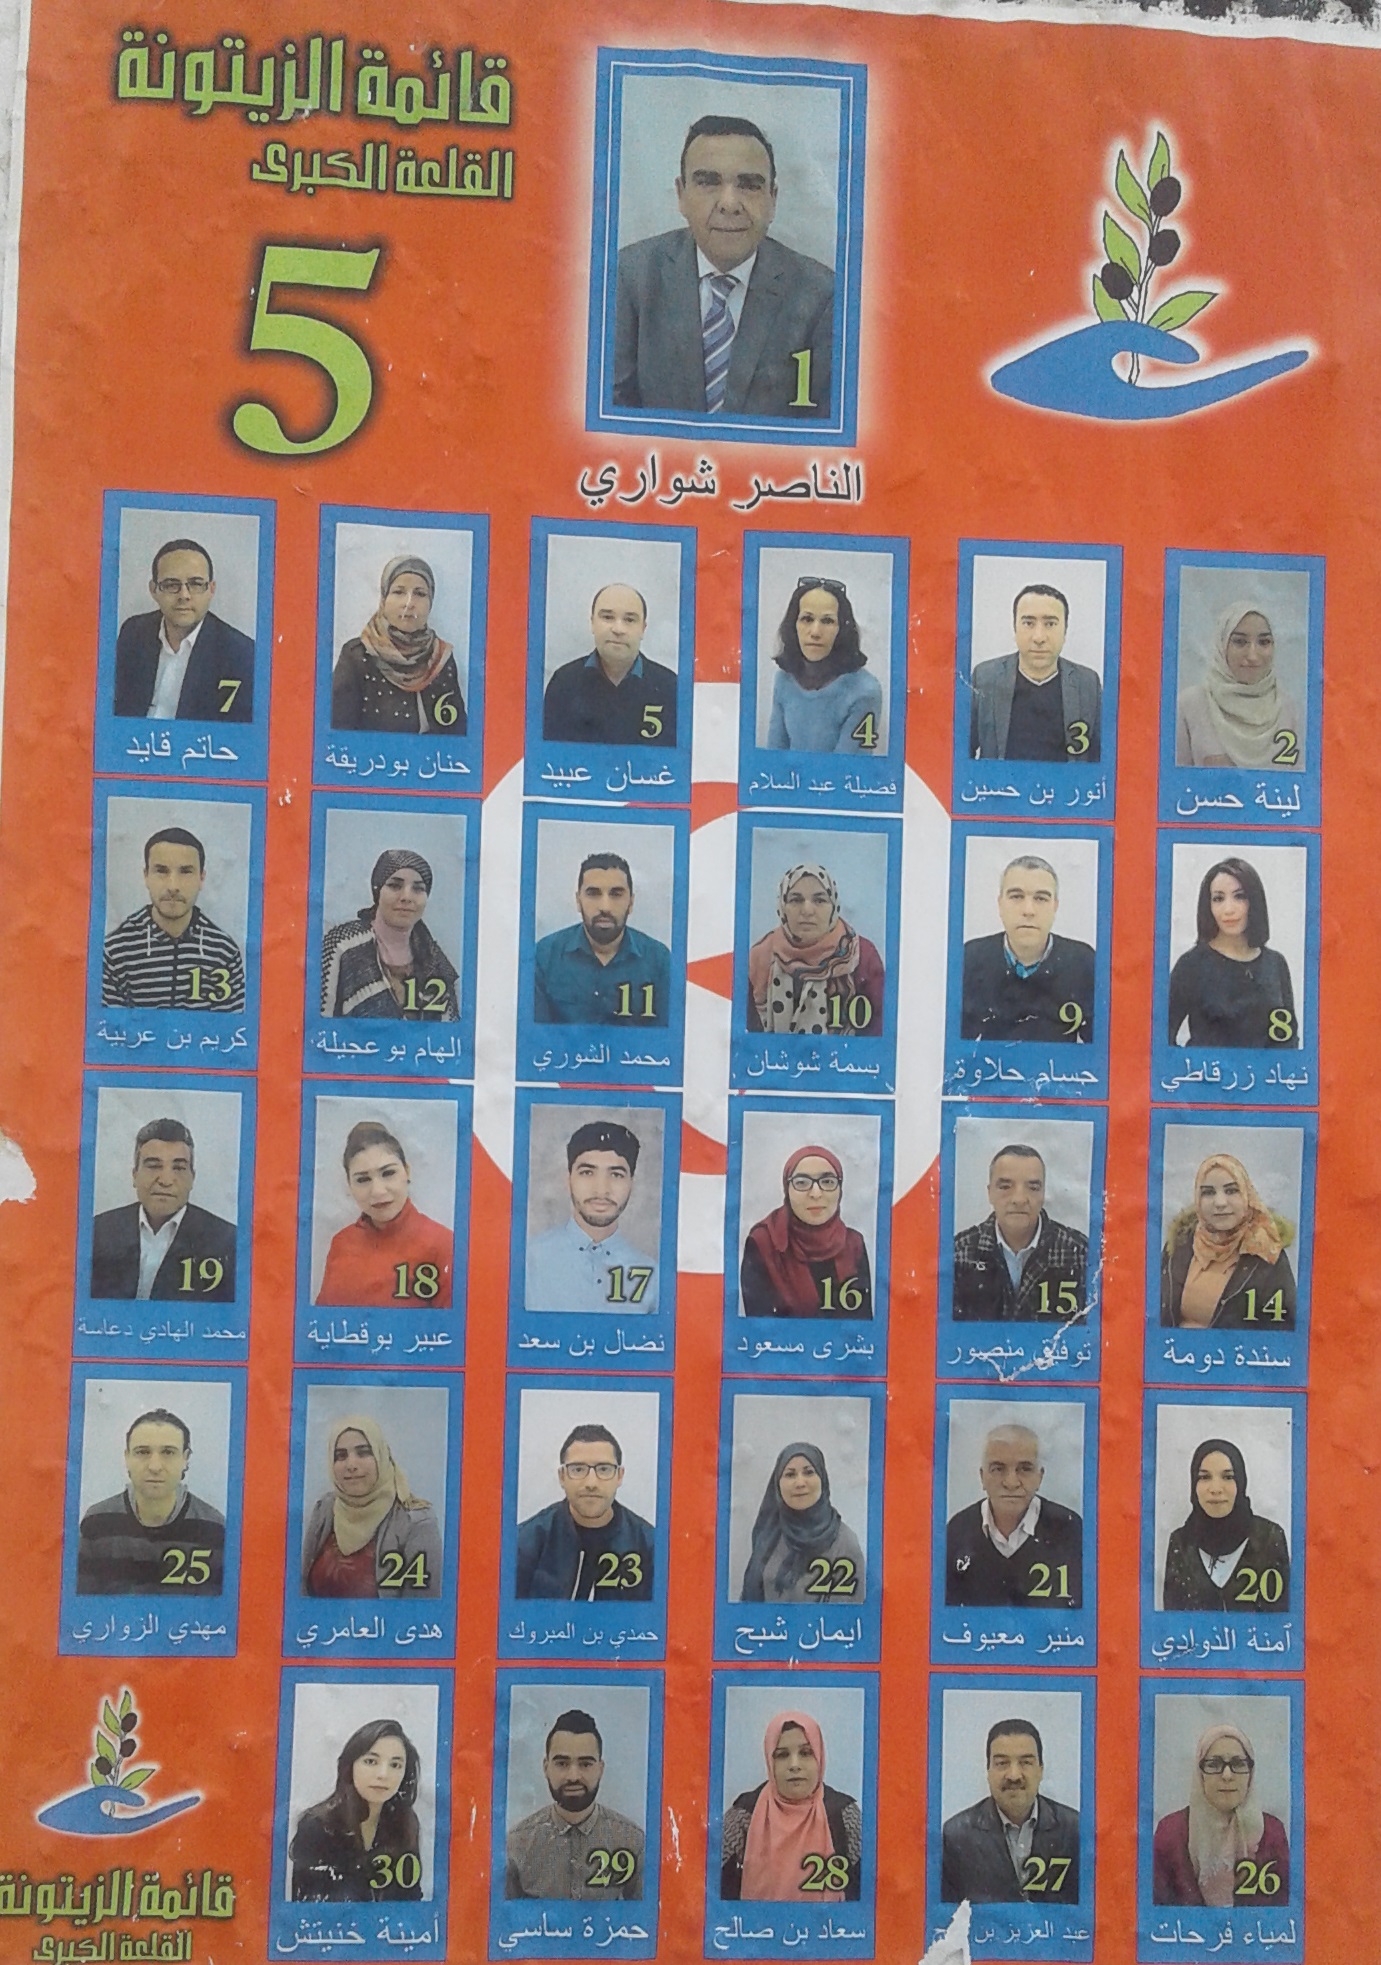 قائمة الزيتونة
القلعة الكبرى
5
1
الناصر شواري
2
لينة حسن
3
أنور بن حسين
4
فضيلة عبد السلام
5
غسان عبيد
6
حنان بودريقة
7
حاتم قايد
8
نهاد زرقاطي
9
حسام حلاوة
10
بسمة شوشان
11
محمد الشوري
12
الهام بو عجيلة
13
كريم بن عربية
14
سندة دومة
15
توفيق منصور
16
بشرى مسعود
17
نضال بن سعد
18
عبير بوقطاية
19
محمد الهادي دعاسة
20
آمنة الذوادي
21
منير معيوف
22
ايمان شبح
23
حمدي بن المبروك
24
هدى العامري
25
مهدي الزواري
26
لمياء فرحات
27
عبد العزيز بن
28
سعاد بن صالح
29
حمزة ساسي
30
أمينة خنيتش
قائمة الزيتونة
القلعة الكبرى